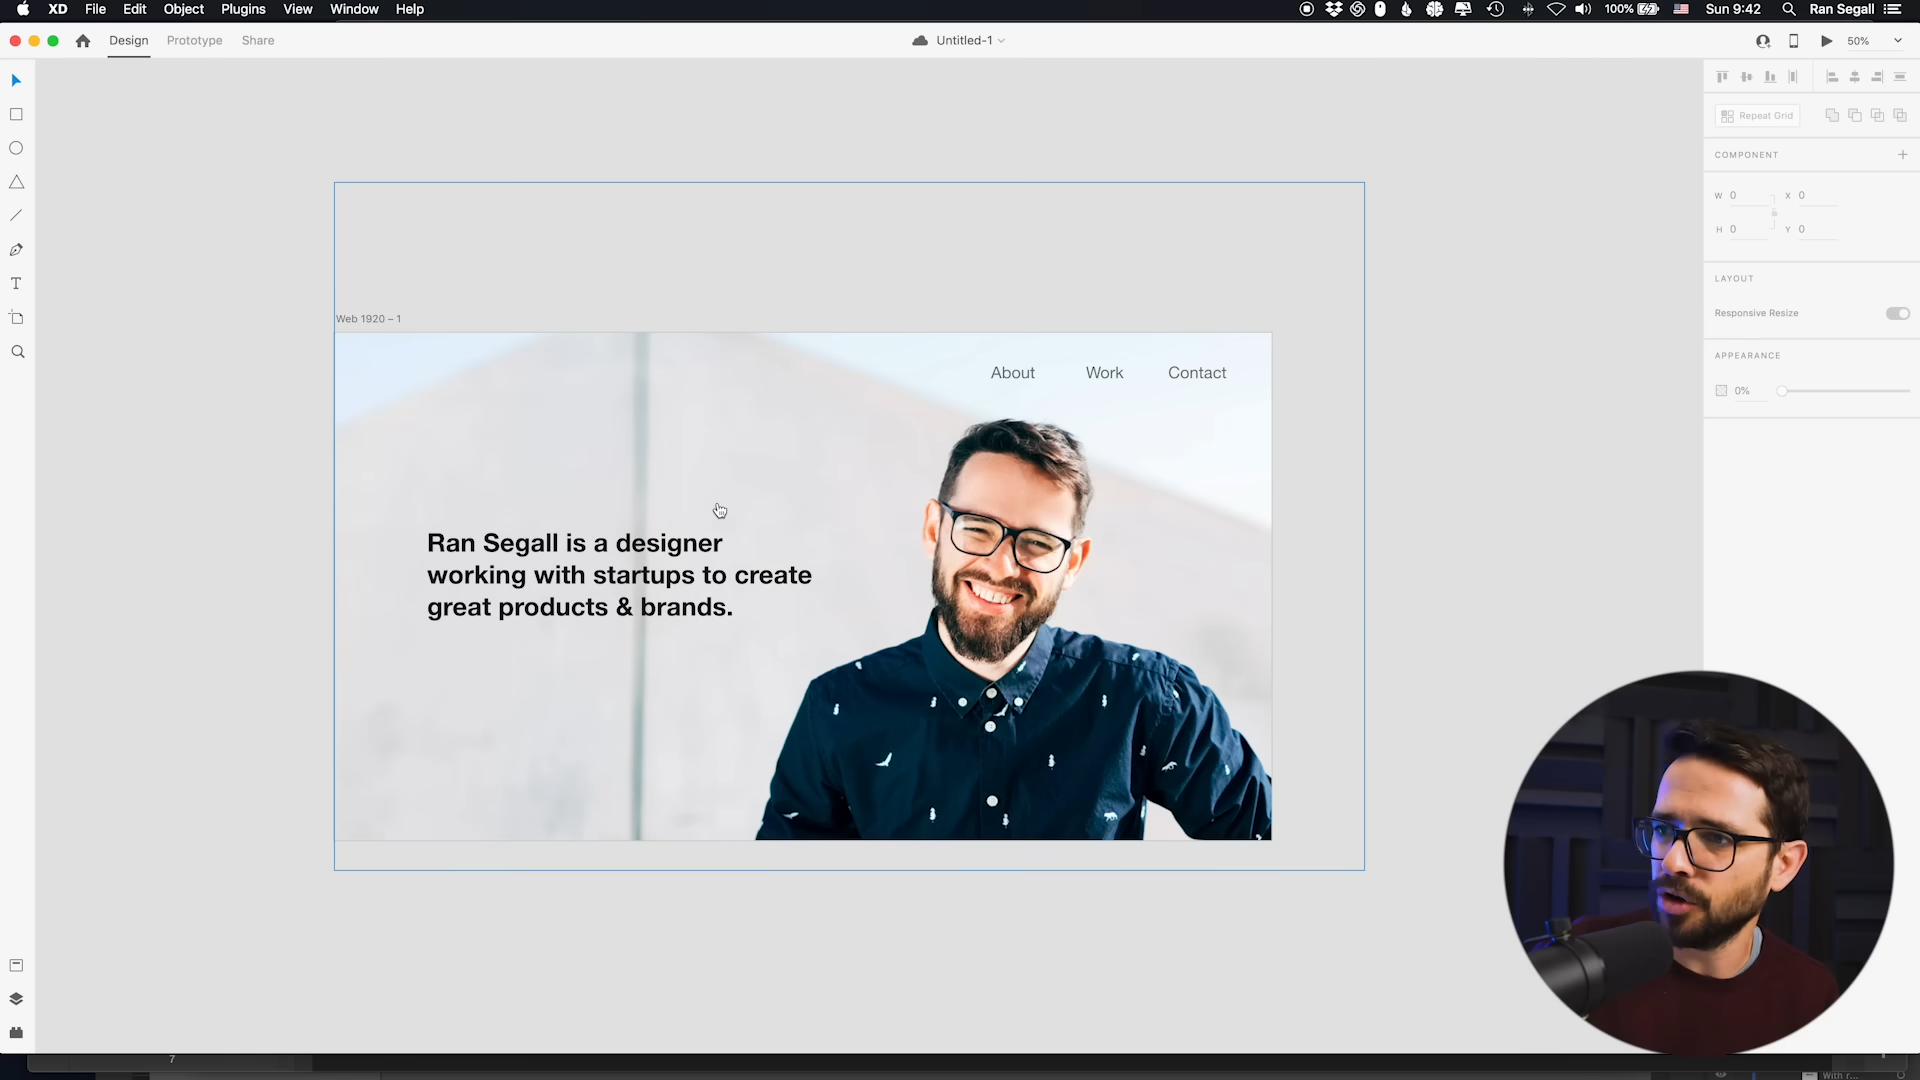 XD File Edit Object Plugins View Window Help 100% Sun 9:42 Ran Segall
Design Prototype Share Untitled-1 50%
Repeat Grid
COMPONENT
W 0 X 0
H 0 Y 0
LAYOUT
Responsive Resize
APPEARANCE
0%
Web 1920 – 1
About Work Contact
Ran Segall is a designer
working with startups to create
great products & brands.
7
With r...